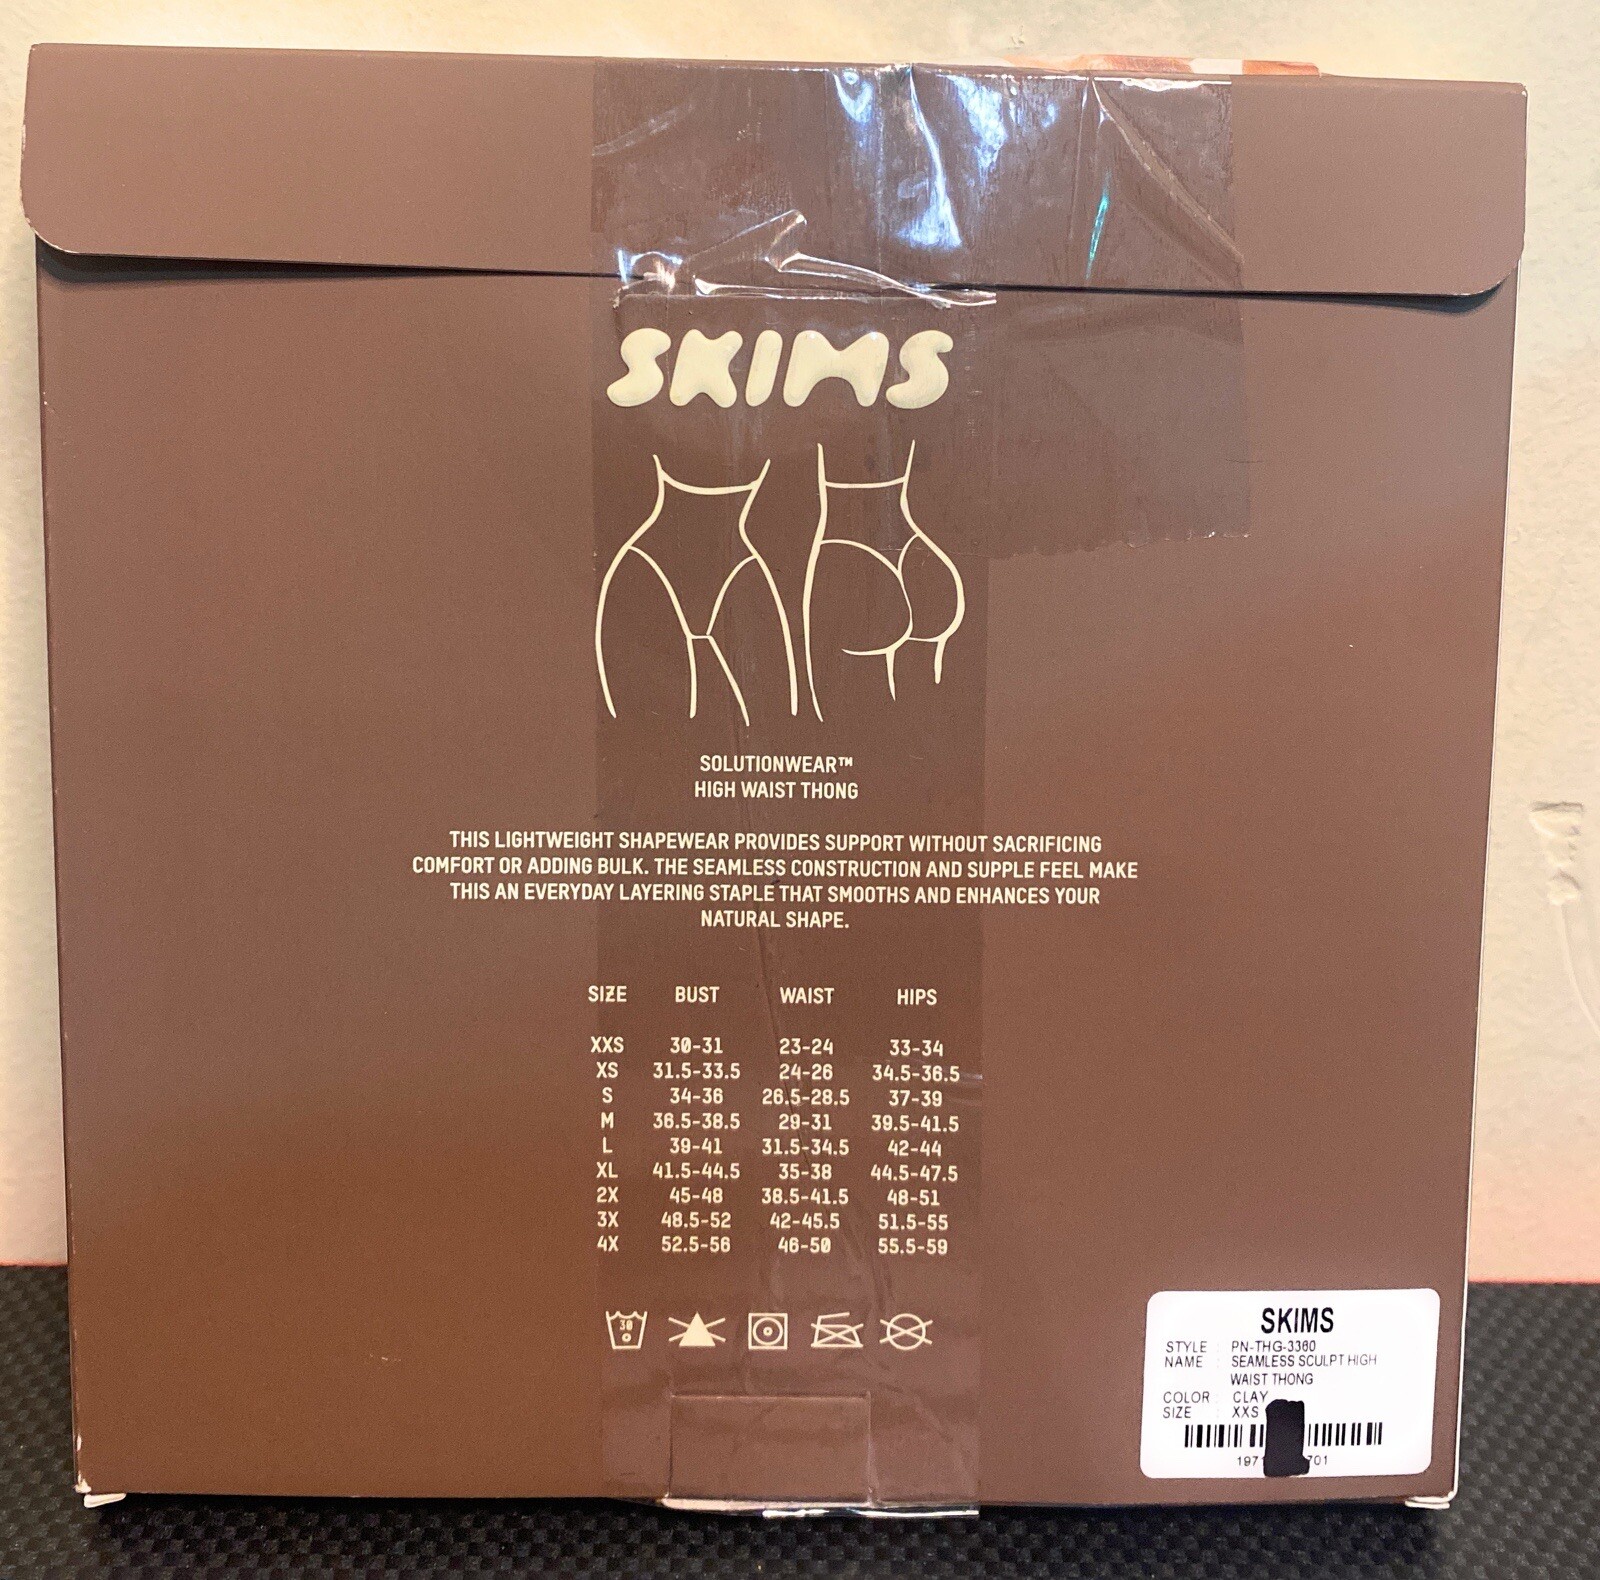 SKIMS
SOLUTIONWEAR™
HIGH WAIST THONG
THIS LIGHTWEIGHT SHAPEWEAR PROVIDES SUPPORT WITHOUT SACRIFICING
COMFORT OR ADDING BULK. THE SEAMLESS CONSTRUCTION AND SUPPLE FEEL MAKE
THIS AN EVERYDAY LAYERING STAPLE THAT SMOOTHS AND ENHANCES YOUR
NATURAL SHAPE.
SIZE BUST WAIST HIPS
XXS 30-31 23-24 33-34
XS 31.5-33.5 24-26 34.5-36.5
S 34-36 26.5-28.5 37-39
M 36.5-38.5 29-31 39.5-41.5
L 39-41 31.5-34.5 42-44
XL 41.5-44.5 35-38 44.5-47.5
2X 45-48 38.5-41.5 48-51
3X 48.5-52 42-45.5 51.5-55
4X 52.5-56 46-50 55.5-59
30
SKIMS
STYLE : PN-THG-3360
NAME : SEAMLESS SCULPT HIGH
WAIST THONG
COLOR : CLAY
SIZE : XXS
197 701